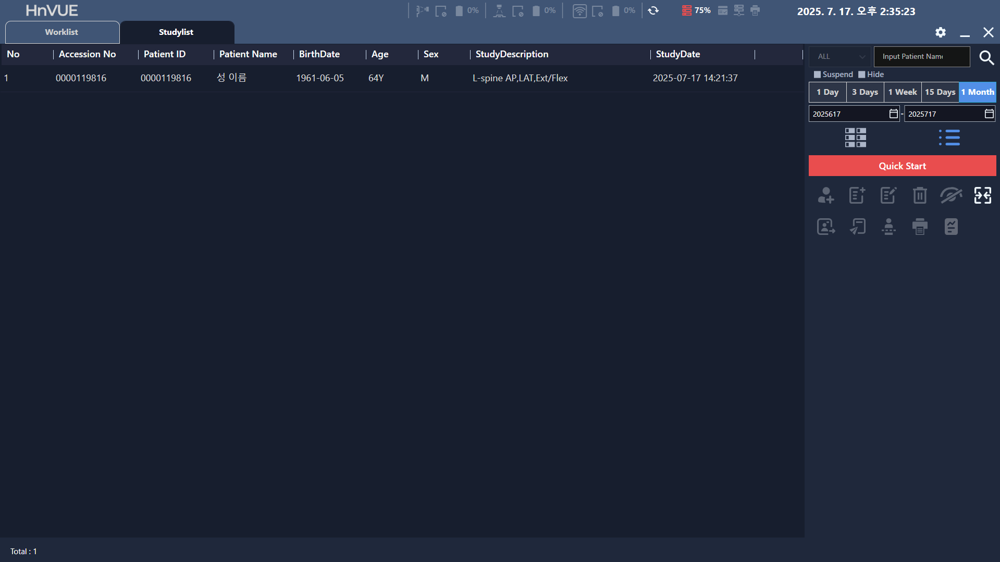 HnVUE
0% 0% 0% 75% 2025. 7. 17. 오후 2:35:23
Worklist Studylist
No Accession No Patient ID Patient Name BirthDate Age Sex StudyDescription StudyDate
1 0000119816 0000119816 성 이름 1961-06-05 64Y M L-spine AP,LAT,Ext/Flex 2025-07-17 14:21:37
ALL Input Patient Name
Suspend Hide
1 Day 3 Days 1 Week 15 Days 1 Month
2025617 - 2025717
Quick Start
Total : 1